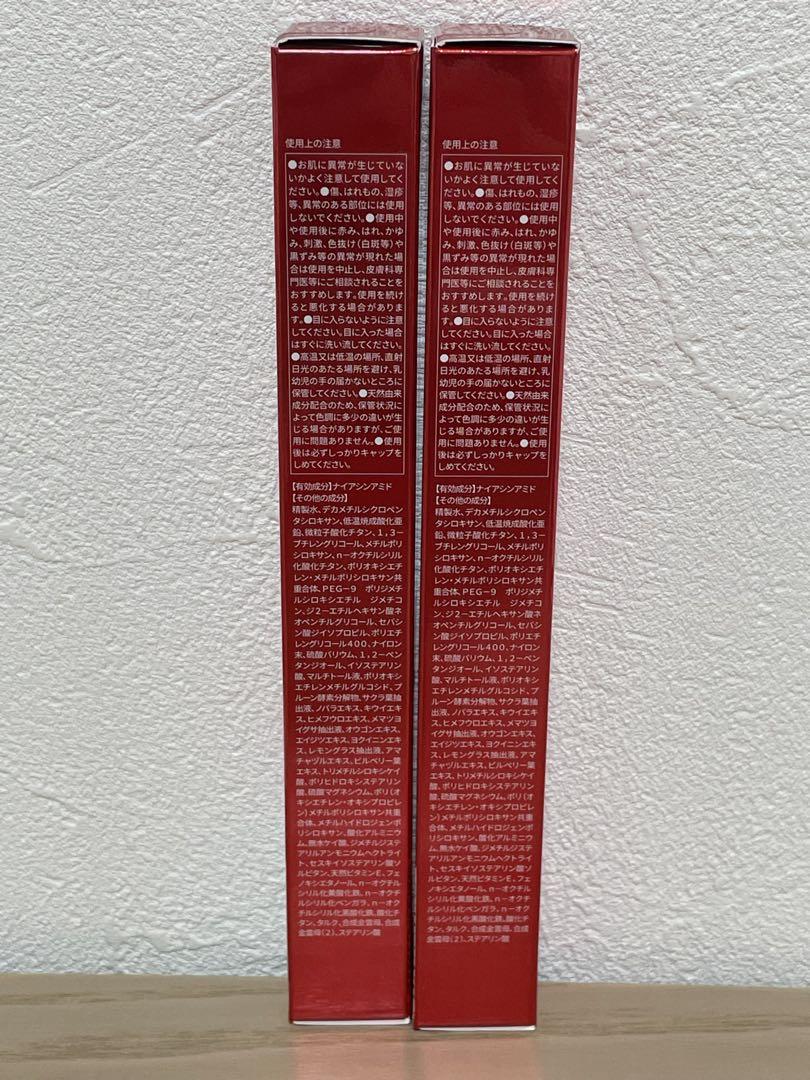 使用上の注意
●お肌に異常が生じていな
いかよく注意して使用してく
ださい。●傷、はれもの、湿疹
等、異常のある部位には使用
しないでください。●使用中
や使用後に赤み、はれ、かゆ
み、刺激、色抜け(白斑等)や
黒ずみ等の異常が現れた場
合は使用を中止し、皮膚科専
門医等にご相談されることを
おすすめします。使用を続け
ると悪化する場合がありま
す。●目に入らないように注意
してください。目に入った場合
はすぐに洗い流してください。
●高温又は低温の場所、直射
日光のあたる場所を避け、乳
幼児の手の届かないところに
保管してください。●天然由来
成分配合のため、保管状況に
よって色調に多少の違いが生
じる場合がありますが、ご使
用に問題ありません。●使用
後は必ずしっかりキャップを
しめてください。
【有効成分】ナイアシンアミド
【その他の成分】
精製水、デカメチルシクロペン
タシロキサン、低温焼成酸化亜
鉛、微粒子酸化チタン、1,3－
ブチレングリコール、メチルポリ
シロキサン、n－オクチルシリル
化酸化チタン、ポリオキシエチ
レン・メチルポリシロキサン共
重合体、PEG－9 ポリジメチ
ルシロキシエチル ジメチコ
ン、ジ2－エチルヘキサン酸ネ
オペンチルグリコール、セバシ
ン酸ジイソプロピル、ポリエチ
レングリコール400、ナイロン
末、硫酸バリウム、1,2－ペン
タンジオール、イソステアリン
酸、マルチトール液、ポリオキシ
エチレンメチルグルコシド、プ
ルーン酵素分解物、サクラ葉抽
出液、ノバラエキス、キウイエキ
ス、ヒメフウロエキス、メマツヨ
イグサ抽出液、オウゴンエキス、
エイジツエキス、ヨクイニンエキ
ス、レモングラス抽出液、アマ
チャヅルエキス、ビルベリー葉
エキス、トリメチルシロキシケイ
酸、ポリヒドロキシステアリン
酸、硫酸マグネシウム、ポリ(オ
キシエチレン・オキシプロピレ
ン)メチルポリシロキサン共重
合体、メチルハイドロジェンポ
リシロキサン、酸化アルミニウ
ム、無水ケイ酸、ジメチルジステ
アリルアンモニウムヘクトライ
ト、セスキイソステアリン酸ソ
ルビタン、天然ビタミンE、フェ
ノキシエタノール、n－オクチル
シリル化黄酸化鉄、n－オクチ
ルシリル化ベンガラ、n－オク
チルシリル化黒酸化鉄、酸化チ
タン、タルク、合成金雲母、合成
金雲母(2)、ステアリン酸
使用上の注意
●お肌に異常が生じていな
いかよく注意して使用してく
ださい。●傷、はれもの、湿疹
等、異常のある部位には使用
しないでください。●使用中
や使用後に赤み、はれ、かゆ
み、刺激、色抜け(白斑等)や
黒ずみ等の異常が現れた場
合は使用を中止し、皮膚科専
門医等にご相談されることを
おすすめします。使用を続け
ると悪化する場合がありま
す。●目に入らないように注意
してください。目に入った場合
はすぐに洗い流してください。
●高温又は低温の場所、直射
日光のあたる場所を避け、乳
幼児の手の届かないところに
保管してください。●天然由来
成分配合のため、保管状況に
よって色調に多少の違いが生
じる場合がありますが、ご使
用に問題ありません。●使用
後は必ずしっかりキャップを
しめてください。
【有効成分】ナイアシンアミド
【その他の成分】
精製水、デカメチルシクロペン
タシロキサン、低温焼成酸化亜
鉛、微粒子酸化チタン、1,3－
ブチレングリコール、メチルポリ
シロキサン、n－オクチルシリル
化酸化チタン、ポリオキシエチ
レン・メチルポリシロキサン共
重合体、PEG－9 ポリジメチ
ルシロキシエチル ジメチコ
ン、ジ2－エチルヘキサン酸ネ
オペンチルグリコール、セバシ
ン酸ジイソプロピル、ポリエチ
レングリコール400、ナイロン
末、硫酸バリウム、1,2－ペン
タンジオール、イソステアリン
酸、マルチトール液、ポリオキシ
エチレンメチルグルコシド、プ
ルーン酵素分解物、サクラ葉抽
出液、ノバラエキス、キウイエキ
ス、ヒメフウロエキス、メマツヨ
イグサ抽出液、オウゴンエキス、
エイジツエキス、ヨクイニンエキ
ス、レモングラス抽出液、アマ
チャヅルエキス、ビルベリー葉
エキス、トリメチルシロキシケイ
酸、ポリヒドロキシステアリン
酸、硫酸マグネシウム、ポリ(オ
キシエチレン・オキシプロピレ
ン)メチルポリシロキサン共重
合体、メチルハイドロジェンポ
リシロキサン、酸化アルミニウ
ム、無水ケイ酸、ジメチルジステ
アリルアンモニウムヘクトライ
ト、セスキイソステアリン酸ソ
ルビタン、天然ビタミンE、フェ
ノキシエタノール、n－オクチル
シリル化黄酸化鉄、n－オクチ
ルシリル化ベンガラ、n－オク
チルシリル化黒酸化鉄、酸化チ
タン、タルク、合成金雲母、合成
金雲母(2)、ステアリン酸